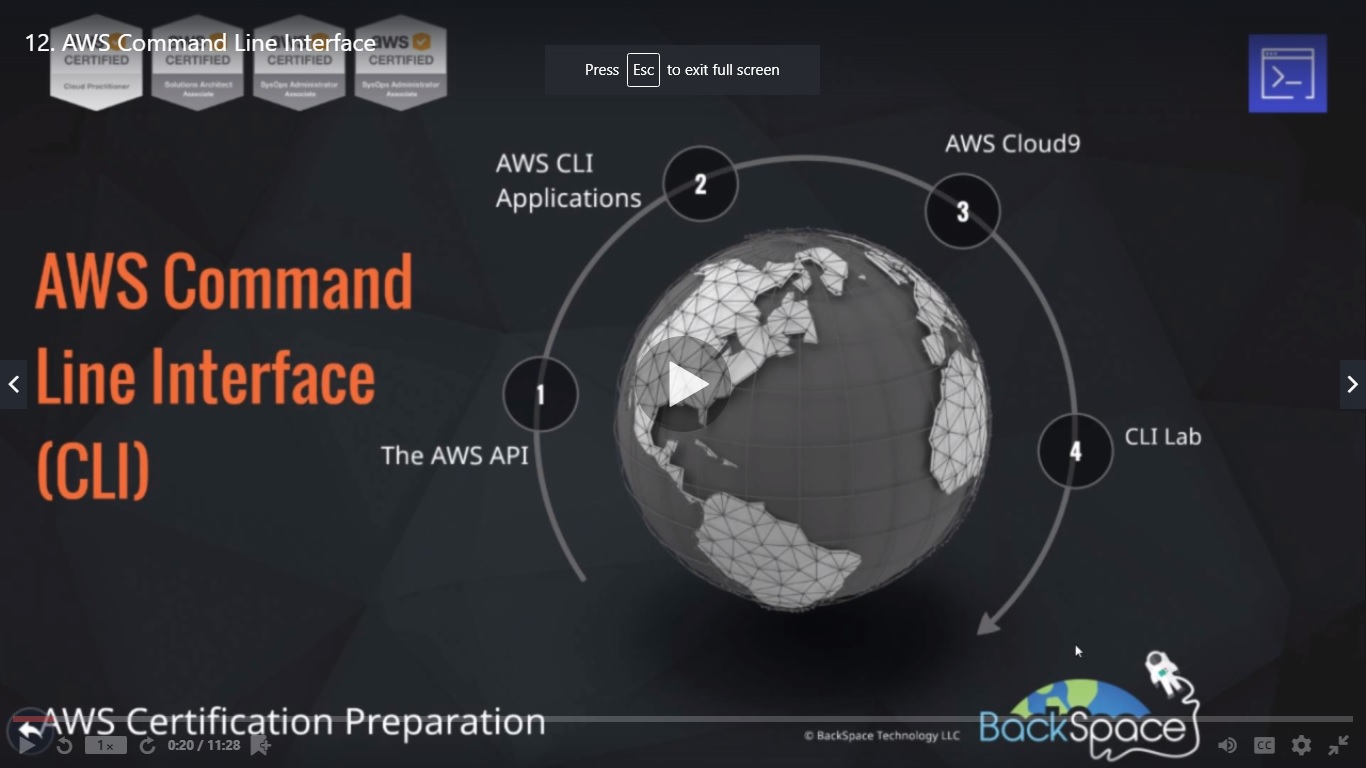 12. AWS Command Line Interface
aws aws aws aws
CERTIFIED CERTIFIED CERTIFIED CERTIFIED
Cloud Practitioner
Solutions Architect
Associate
SysOps Administrator
Associate
SysOps Administrator
Associate
Press Esc to exit full screen
>_
AWS Command
Line Interface
(CLI)
1
The AWS API
2
AWS CLI
Applications
3
AWS Cloud9
4
CLI Lab
AWS Certification Preparation
© BackSpace Technology LLC
BackSpace
1x
0:20 / 11:28
CC